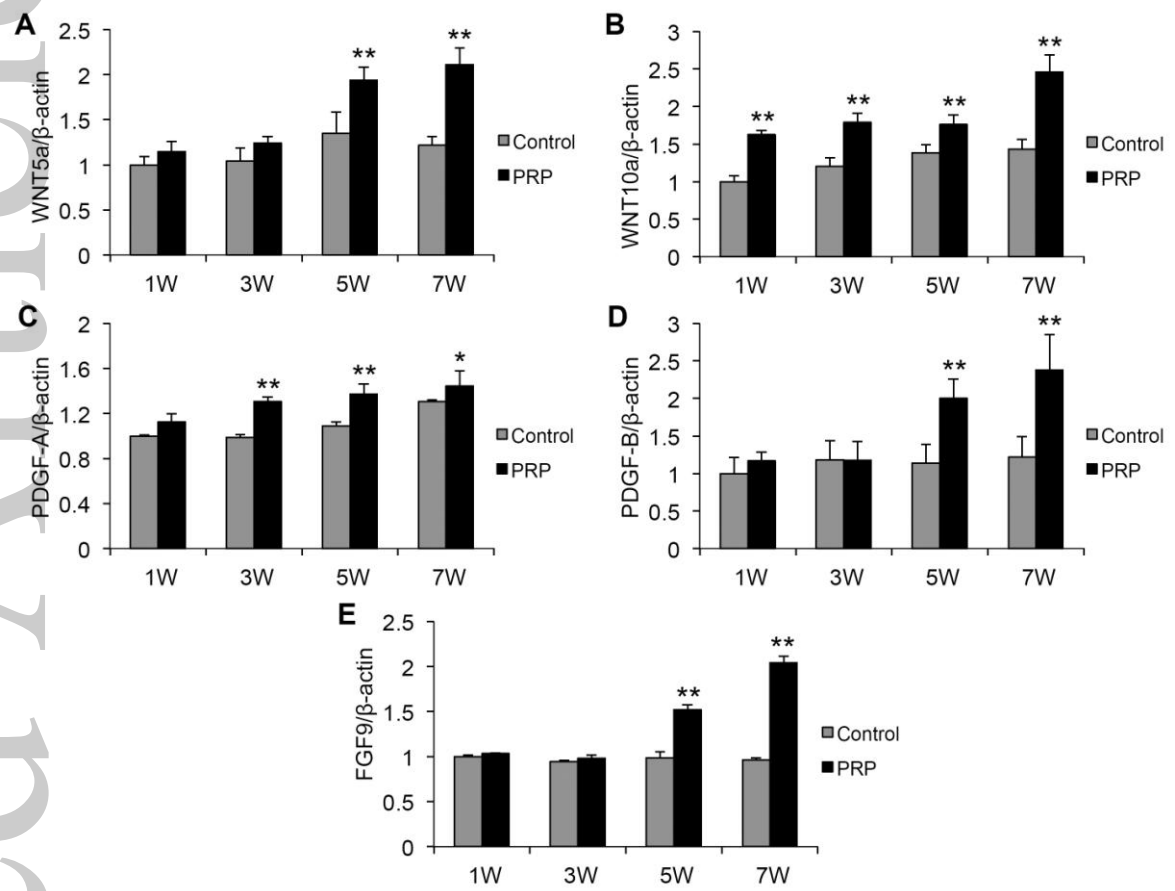 A
WNT5a/β-actin
2.5
2
1.5
1
0.5
0
** **
1W 3W 5W 7W
Control
PRP
B
WNT10a/β-actin
3
2.5
2
1.5
1
0.5
0
** ** ** **
1W 3W 5W 7W
Control
PRP
C
PDGF-A/β-actin
2
1.6
1.2
0.8
0.4
0
** ** *
1W 3W 5W 7W
Control
PRP
D
PDGF-B/β-actin
3
2.5
2
1.5
1
0.5
0
** **
1W 3W 5W 7W
Control
PRP
E
FGF9/β-actin
2.5
2
1.5
1
0.5
0
** **
1W 3W 5W 7W
Control
PRP